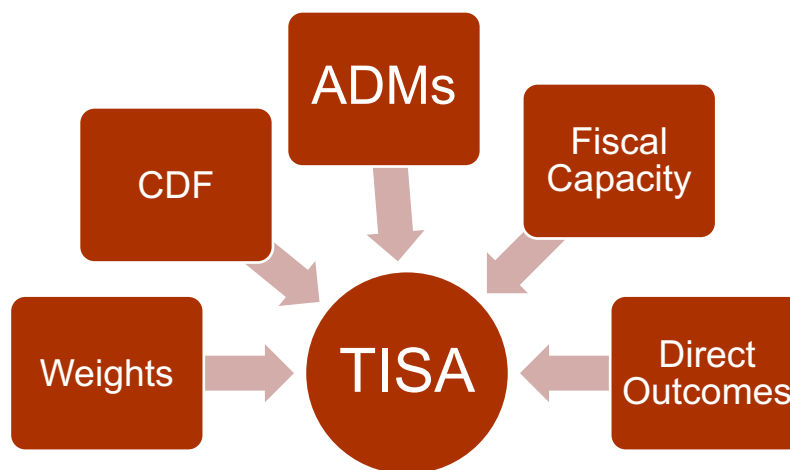 ADMs
Fiscal
Capacity
CDF
Weights
TISA
Direct
Outcomes